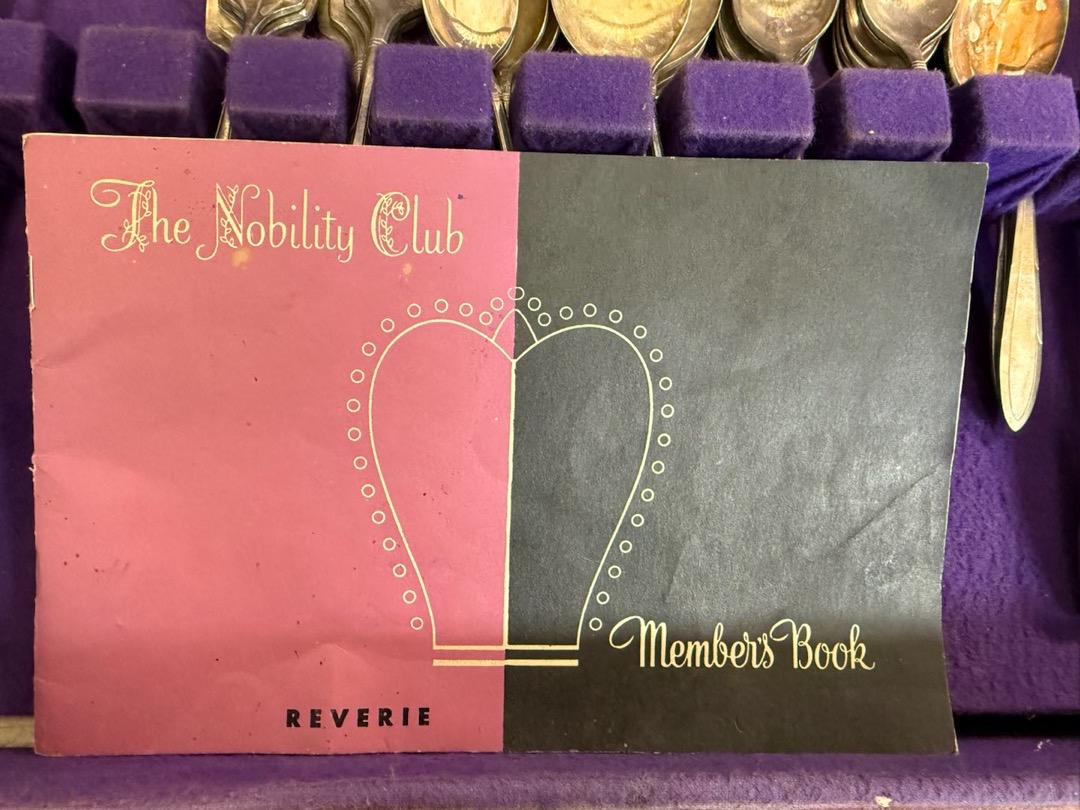 The Nobility Club
Member's Book
REVERIE